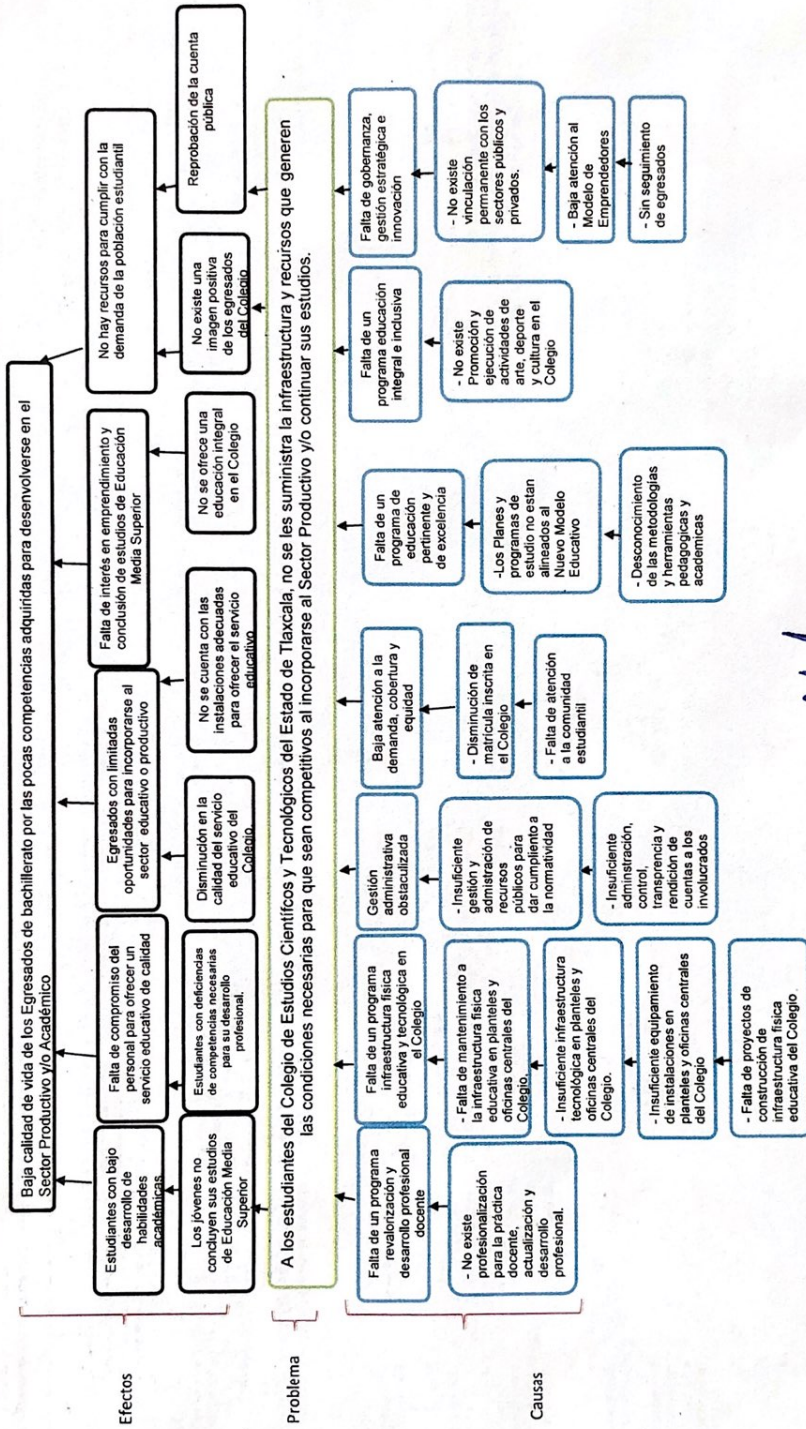 Efectos
Baja calidad de vida de los Egresados de bachillerato por las pocas competencias adquiridas para desenvolverse en el
Sector Productivo y/o Académico
Estudiantes con bajo
desarrollo de
habilidades
académicas
Falta de compromiso del
personal para ofrecer un
servicio educativo de calidad
Egresados con limitadas
oportunidades para incorporarse al
sector educativo o productivo
Falta de interés en emprendimiento y
conclusión de estudios de Educación
Media Superior
No hay recursos para cumplir con la
demanda de la población estudiantil
Los jóvenes no
concluyen sus estudios
de Educación Media
Superior
Estudiantes con deficiencias
de competencias necesarias
para su desarrollo
profesional.
Disminución en la
calidad del servicio
educativo del
Colegio.
No se cuenta con las
instalaciones adecuadas
para ofrecer el servicio
educativo
No se ofrece una
educación integral
en el Colegio
No existe una
imagen positiva
de los egresados
del Colegio
Reprobación de la cuenta
pública
Problema
A los estudiantes del Colegio de Estudios Científicos y Tecnológicos del Estado de Tlaxcala, no se les suministra la infraestructura y recursos que generen
las condiciones necesarias para que sean competitivos al incorporarse al Sector Productivo y/o continuar sus estudios.
Causas
Falta de un programa
revalorización y
desarrollo profesional
docente
- No existe
profesionalización
para la práctica
docente,
actualización y
desarrollo
profesional.
Falta de un programa
infraestructura física
educativa y tecnológica en
el Colegio
- Falta de mantenimiento a
la infraestructura física
educativa en planteles y
oficinas centrales del
Colegio.
- Insuficiente infraestructura
tecnológica en planteles y
oficinas centrales del
Colegio.
- Insuficiente equipamiento
de instalaciones en
planteles y oficinas centrales
del Colegio
- Falta de proyectos de
construcción de
infraestructura física
educativa del Colegio
Gestión
administrativa
obstaculizada
- Insuficiente
gestión y
admistración de
recursos
públicos para
dar cumpliento a
la normatividad
- Insuficiente
adminstración,
control,
transprencia y
rendición de
cuentas a los
involucrados
Baja atención a la
demanda, cobertura y
equidad
- Disminución de
matrícula inscrita en
el Colegio
- Falta de atención
a la comunidad
estudiantil
Falta de un
programa de
educación
pertinente y
de excelencia
-Los Planes y
programas de
estudio no estan
alineados al
Nuevo Modelo
Educativo
- Desconocimiento
de las metodologías
y herramientas
pedagogicas y
academicas
Falta de un
programa educación
integral e inclusiva
- No existe
Promoción y
ejecución de
actividades de
arte, deporte
y cultura en el
Colegio
Falta de gobernanza,
gestión estratégica e
innovación
- No existe
vinculación
permanente con los
sectores públicos y
privados.
- Baja atención al
Modelo de
Emprendedores
- Sin seguimiento
de egresados